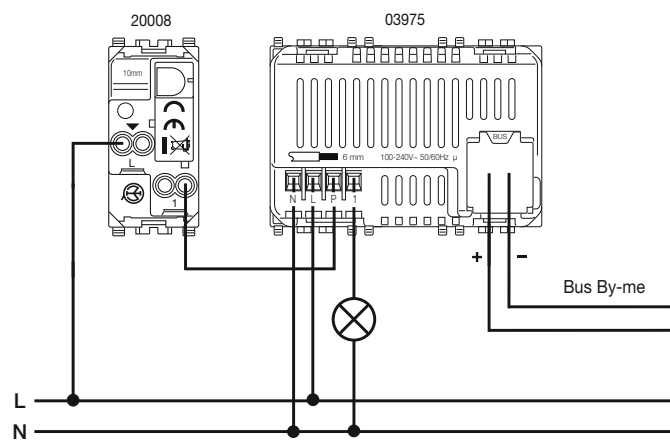 20008
03975
10mm
L
1
6 mm
100-240V~ 50/60Hz µ
BUS
N L P 1
+ -
Bus By-me
L
N